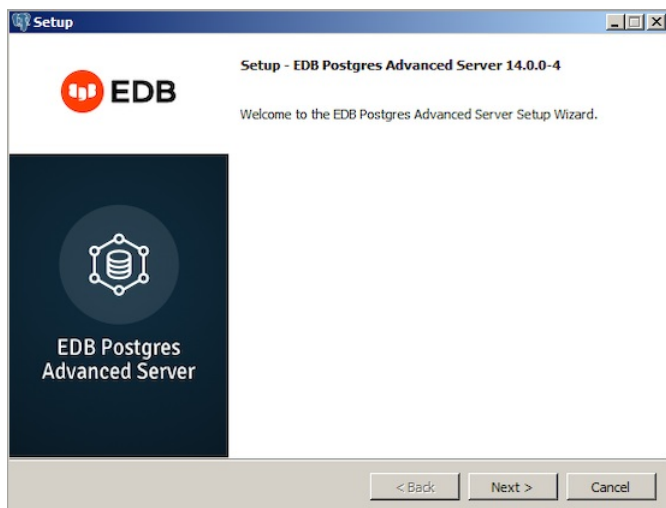 Setup
EDB
Setup - EDB Postgres Advanced Server 14.0.0-4
Welcome to the EDB Postgres Advanced Server Setup Wizard.
EDB Postgres
Advanced Server
< Back
Next >
Cancel